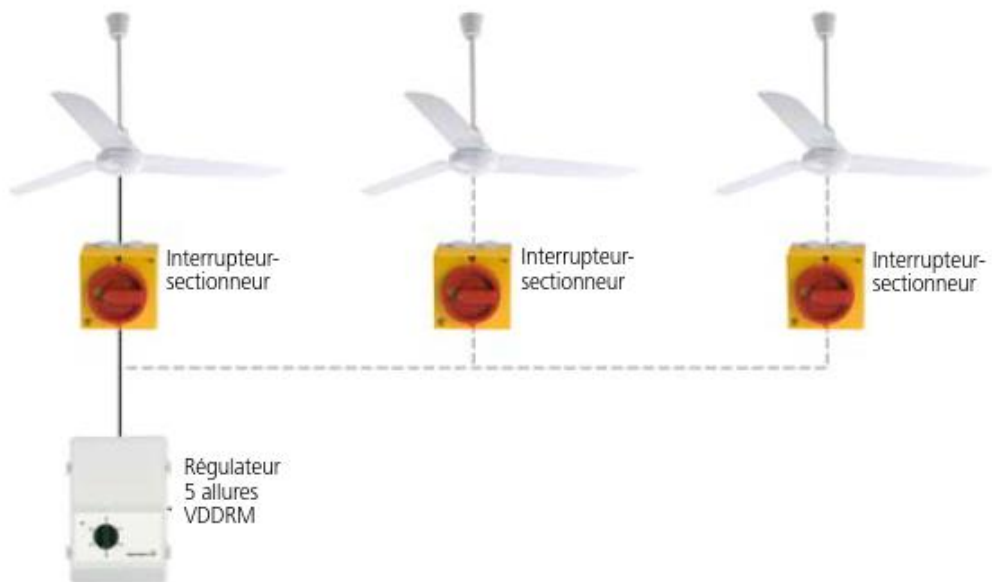 Interrupteur-
sectionneur
Interrupteur-
sectionneur
Interrupteur-
sectionneur
Régulateur
5 allures
VDDRM